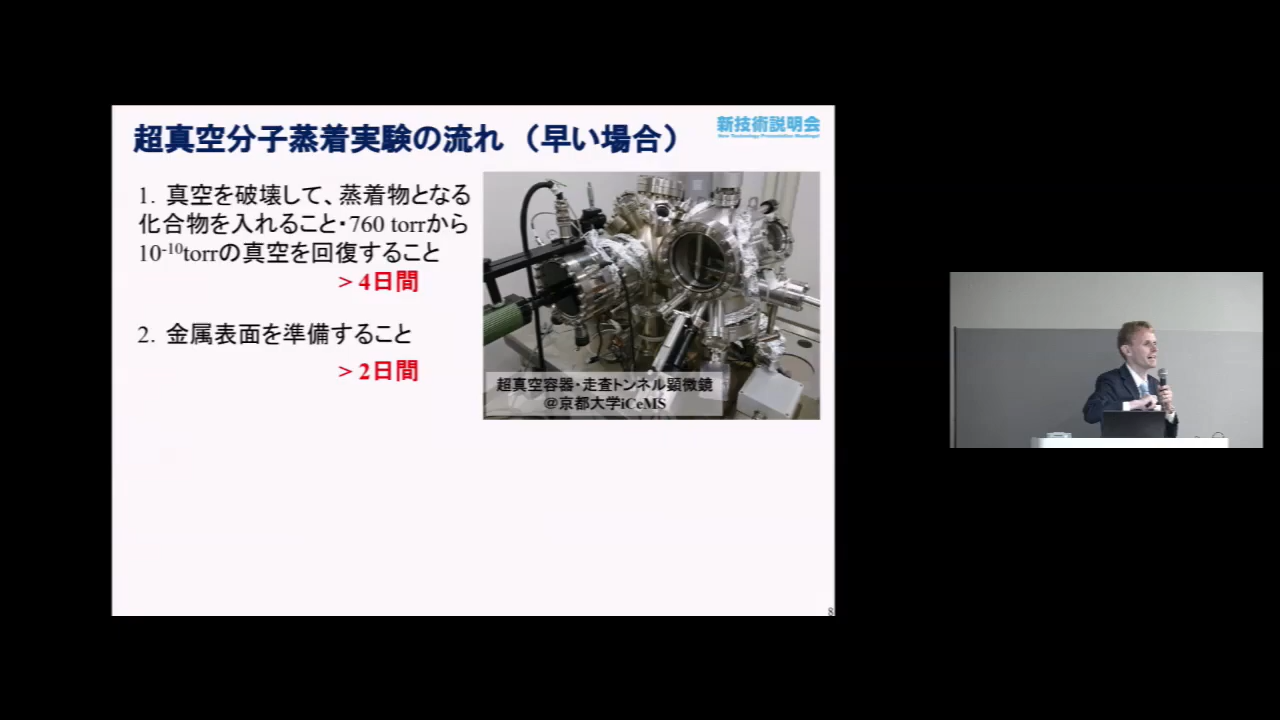 超真空分子蒸着実験の流れ （早い場合）
新技術説明会
New Technology Presentation Meetings!
1. 真空を破壊して、蒸着物となる
化合物を入れること・760 torrから
10-10torrの真空を回復すること
> 4日間
2. 金属表面を準備すること
> 2日間
超真空容器・走査トンネル顕微鏡
@京都大学iCeMS
8